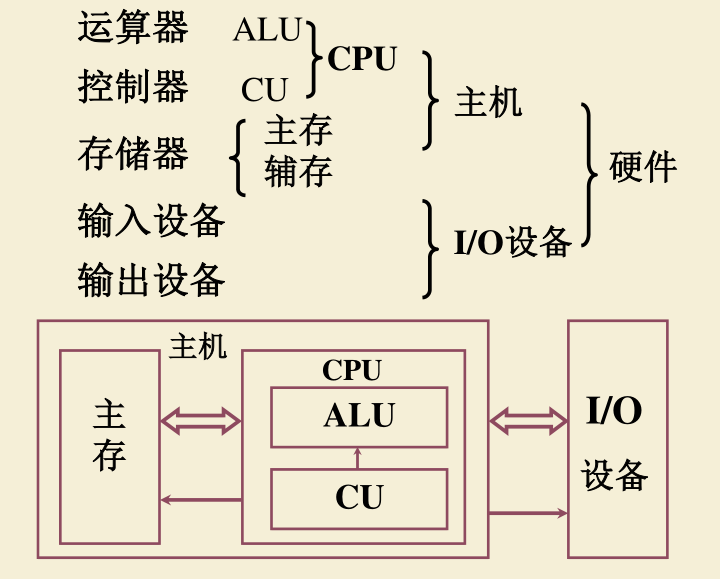 运算器 ALU
CPU
控制器 CU
主机
存储器 主存
辅存
硬件
输入设备
I/O设备
输出设备
主机
CPU
主存
ALU
CU
I/O
设备